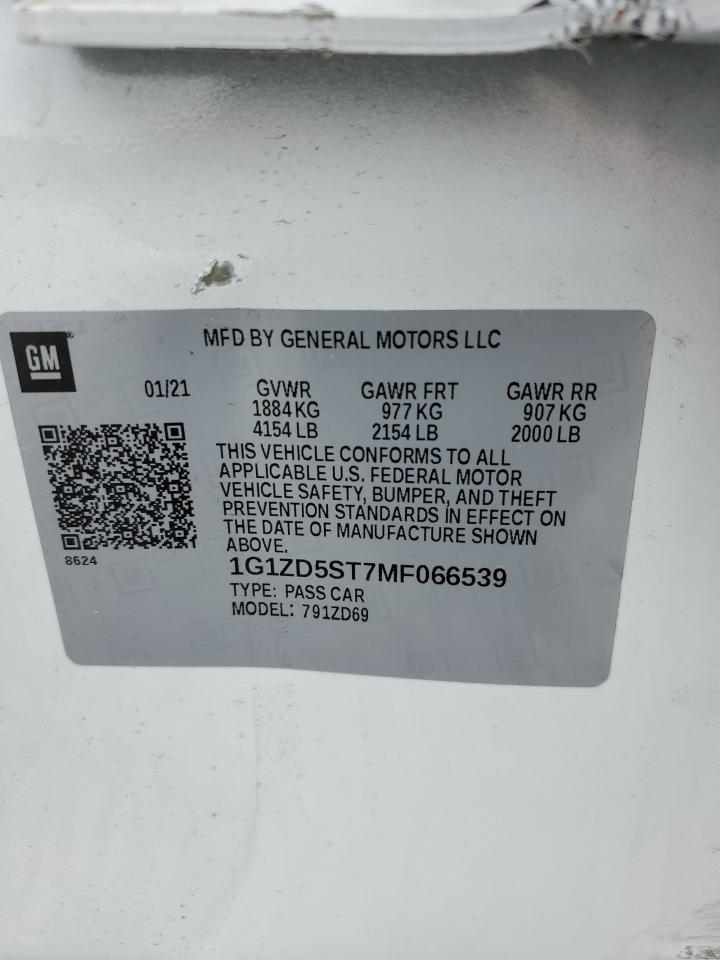 GM
MFD BY GENERAL MOTORS LLC
01/21 GVWR GAWR FRT GAWR RR
1884 KG 977 KG 907 KG
4154 LB 2154 LB 2000 LB
THIS VEHICLE CONFORMS TO ALL
APPLICABLE U.S. FEDERAL MOTOR
VEHICLE SAFETY, BUMPER, AND THEFT
PREVENTION STANDARDS IN EFFECT ON
THE DATE OF MANUFACTURE SHOWN
ABOVE.
8624
1G1ZD5ST7MF066539
TYPE: PASS CAR
MODEL: 791ZD69